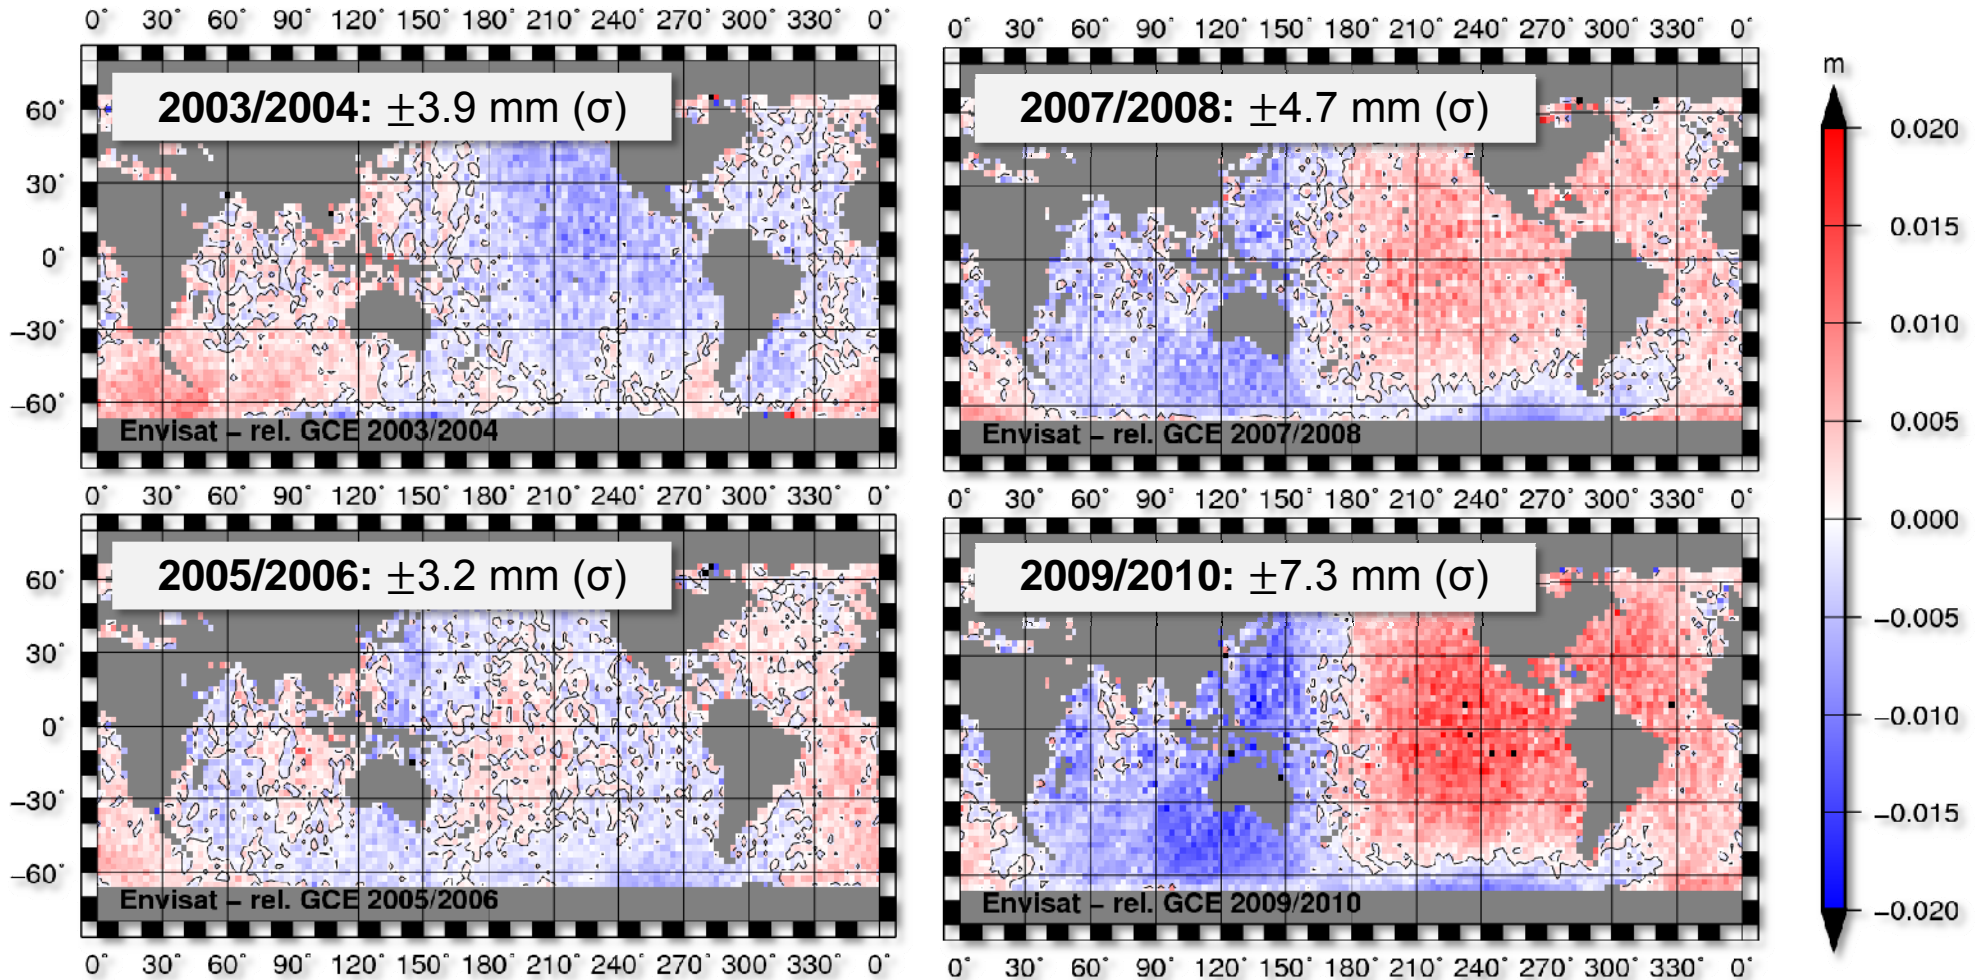 0° 30° 60° 90° 120° 150° 180° 210° 240° 270° 300° 330° 0°
2003/2004: ±3.9 mm (σ)
60°
30°
0°
−30°
−60°
Envisat – rel. GCE 2003/2004
0° 30° 60° 90° 120° 150° 180° 210° 240° 270° 300° 330° 0°
2007/2008: ±4.7 mm (σ)
Envisat – rel. GCE 2007/2008
0° 30° 60° 90° 120° 150° 180° 210° 240° 270° 300° 330° 0°
2005/2006: ±3.2 mm (σ)
60°
30°
0°
−30°
−60°
Envisat – rel. GCE 2005/2006
0° 30° 60° 90° 120° 150° 180° 210° 240° 270° 300° 330° 0°
0° 30° 60° 90° 120° 150° 180° 210° 240° 270° 300° 330° 0°
2009/2010: ±7.3 mm (σ)
Envisat – rel. GCE 2009/2010
0° 30° 60° 90° 120° 150° 180° 210° 240° 270° 300° 330° 0°
m
0.020
0.015
0.010
0.005
0.000
−0.005
−0.010
−0.015
−0.020